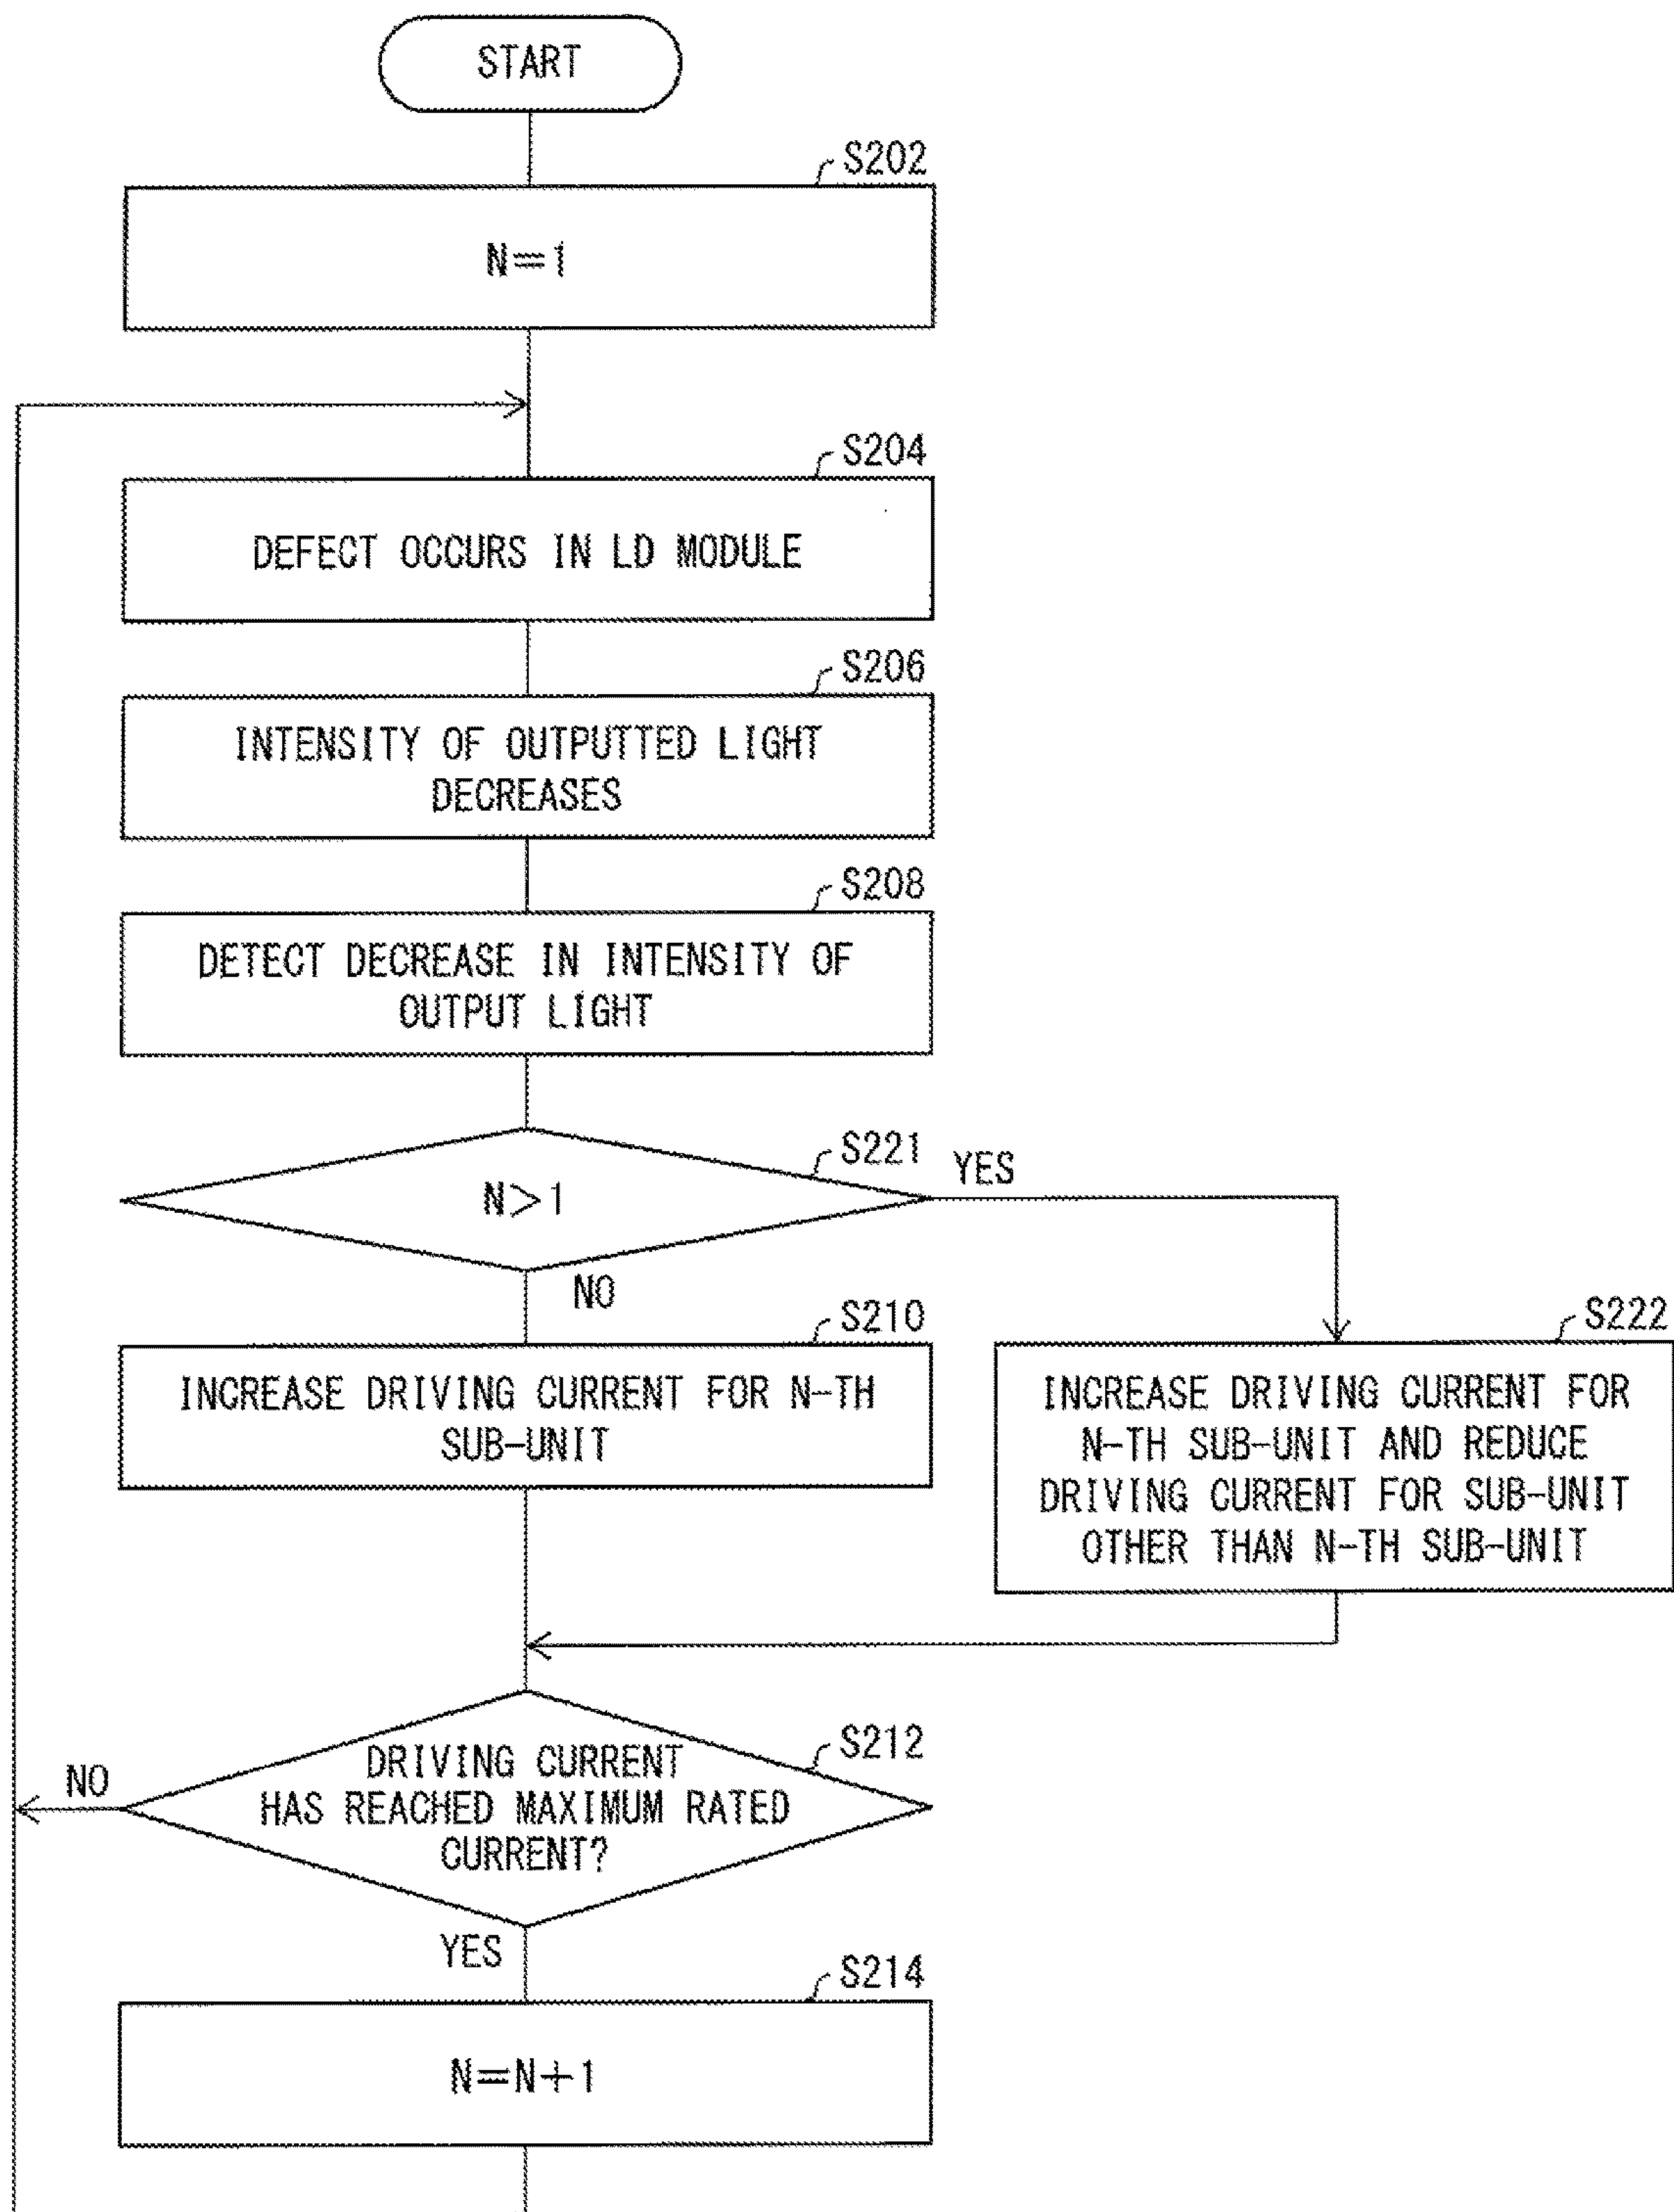 START
S202
N=1
S204
DEFECT OCCURS IN LD MODULE
S206
INTENSITY OF OUTPUTTED LIGHT
DECREASES
S208
DETECT DECREASE IN INTENSITY OF
OUTPUT LIGHT
S221
N>1
YES
NO
S210
INCREASE DRIVING CURRENT FOR N-TH
SUB-UNIT
S222
INCREASE DRIVING CURRENT FOR
N-TH SUB-UNIT AND REDUCE
DRIVING CURRENT FOR SUB-UNIT
OTHER THAN N-TH SUB-UNIT
S212
DRIVING CURRENT
HAS REACHED MAXIMUM RATED
CURRENT?
NO
YES
S214
N=N+1